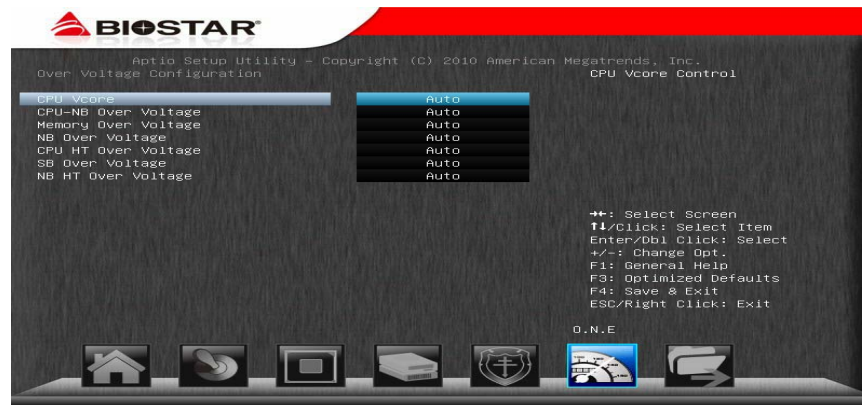 BIOSTAR®
Aptio Setup Utility - Copyright (C) 2010 American Megatrends, Inc.
Over Voltage Configuration
CPU Vcore Control
CPU Vcore Auto
CPU-NB Over Voltage Auto
Memory Over Voltage Auto
NB Over Voltage Auto
CPU HT Over Voltage Auto
SB Over Voltage Auto
NB HT Over Voltage Auto
→←: Select Screen
↑↓/Click: Select Item
Enter/Dbl Click: Select
+/-: Change Opt.
F1: General Help
F3: Optimized Defaults
F4: Save & Exit
ESC/Right Click: Exit
O.N.E